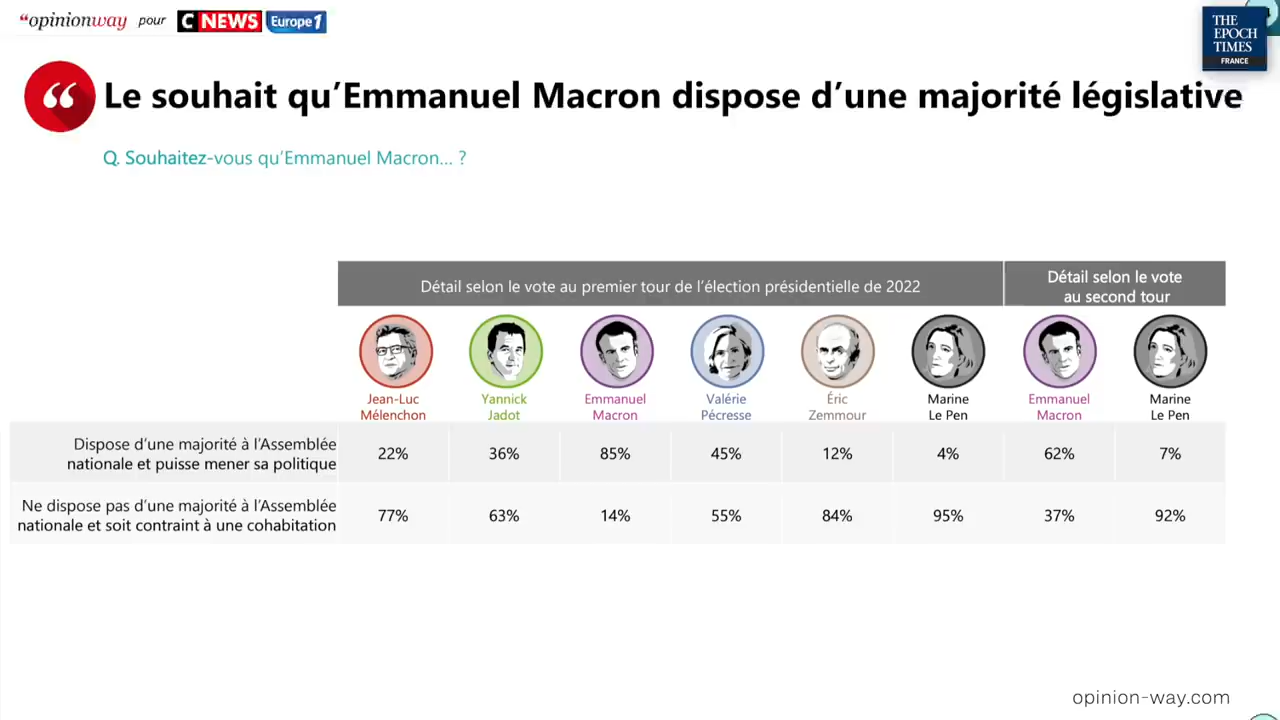 “opinionway pour CNEWS Europe 1
THE
EPOCH
TIMES
FRANCE
Le souhait qu’Emmanuel Macron dispose d’une majorité législative
Q. Souhaitez-vous qu’Emmanuel Macron... ?
Détail selon le vote au premier tour de l’élection présidentielle de 2022
Détail selon le vote
au second tour
Jean-Luc
Mélenchon
Yannick
Jadot
Emmanuel
Macron
Valérie
Pécresse
Éric
Zemmour
Marine
Le Pen
Emmanuel
Macron
Marine
Le Pen
Dispose d’une majorité à l’Assemblée
nationale et puisse mener sa politique
22% 36% 85% 45% 12% 4% 62% 7%
Ne dispose pas d’une majorité à l’Assemblée
nationale et soit contraint à une cohabitation
77% 63% 14% 55% 84% 95% 37% 92%
opinion-way.com